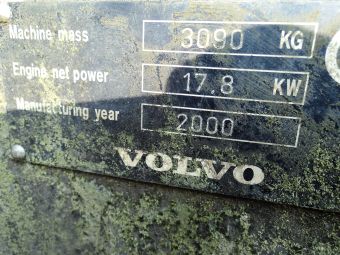 Machine mass 3090 KG
Engine net power 17.8 KW
Manufacturing year 2000
VOLVO